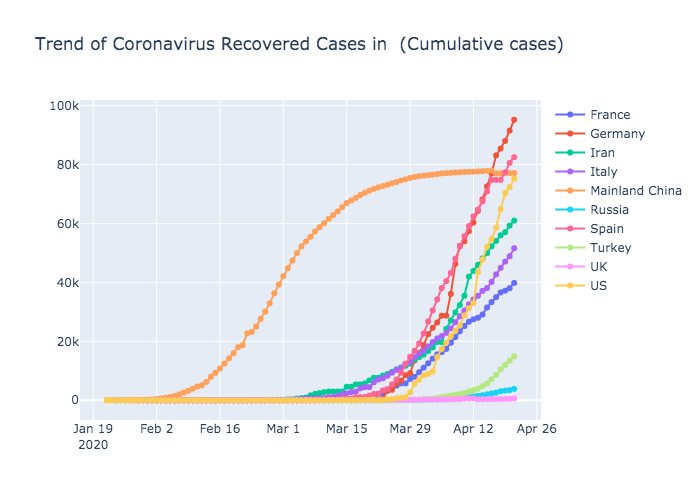 Trend of Coronavirus Recovered Cases in  (Cumulative cases)
100k
80k
60k
40k
20k
0
Jan 19
2020
Feb 2
Feb 16
Mar 1
Mar 15
Mar 29
Apr 12
Apr 26
France
Germany
Iran
Italy
Mainland China
Russia
Spain
Turkey
UK
US